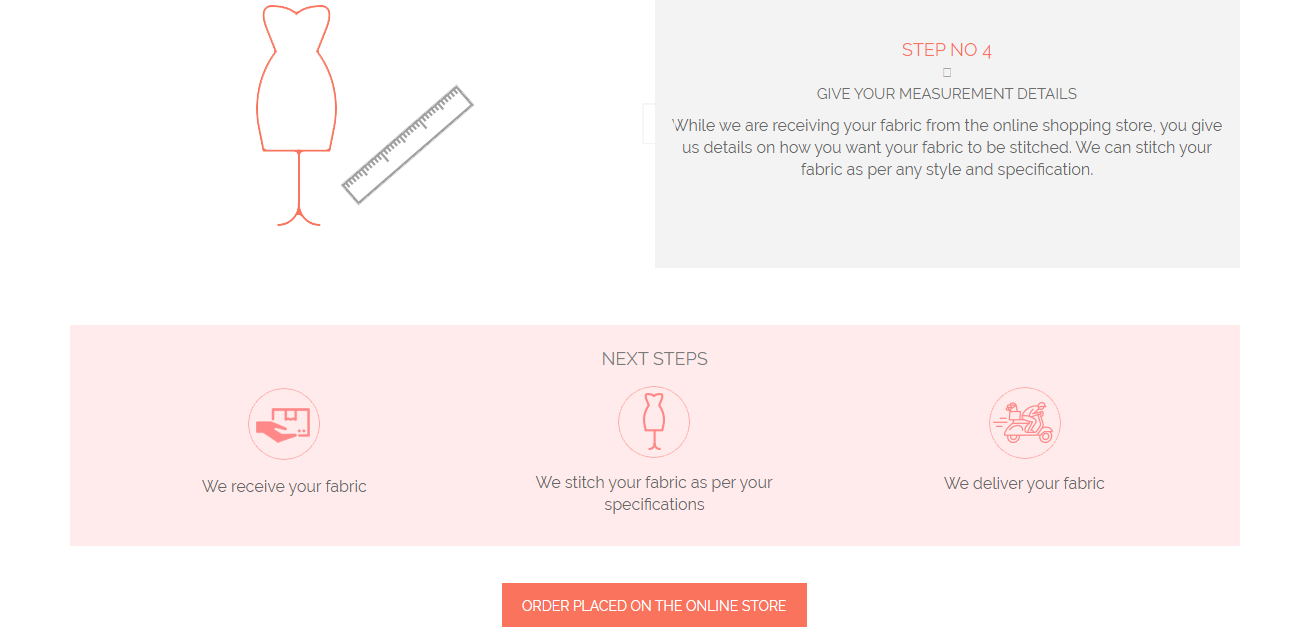 STEP NO 4
GIVE YOUR MEASUREMENT DETAILS
While we are receiving your fabric from the online shopping store, you give
us details on how you want your fabric to be stitched. We can stitch your
fabric as per any style and specification.
NEXT STEPS
We receive your fabric
We stitch your fabric as per your
specifications
We deliver your fabric
ORDER PLACED ON THE ONLINE STORE